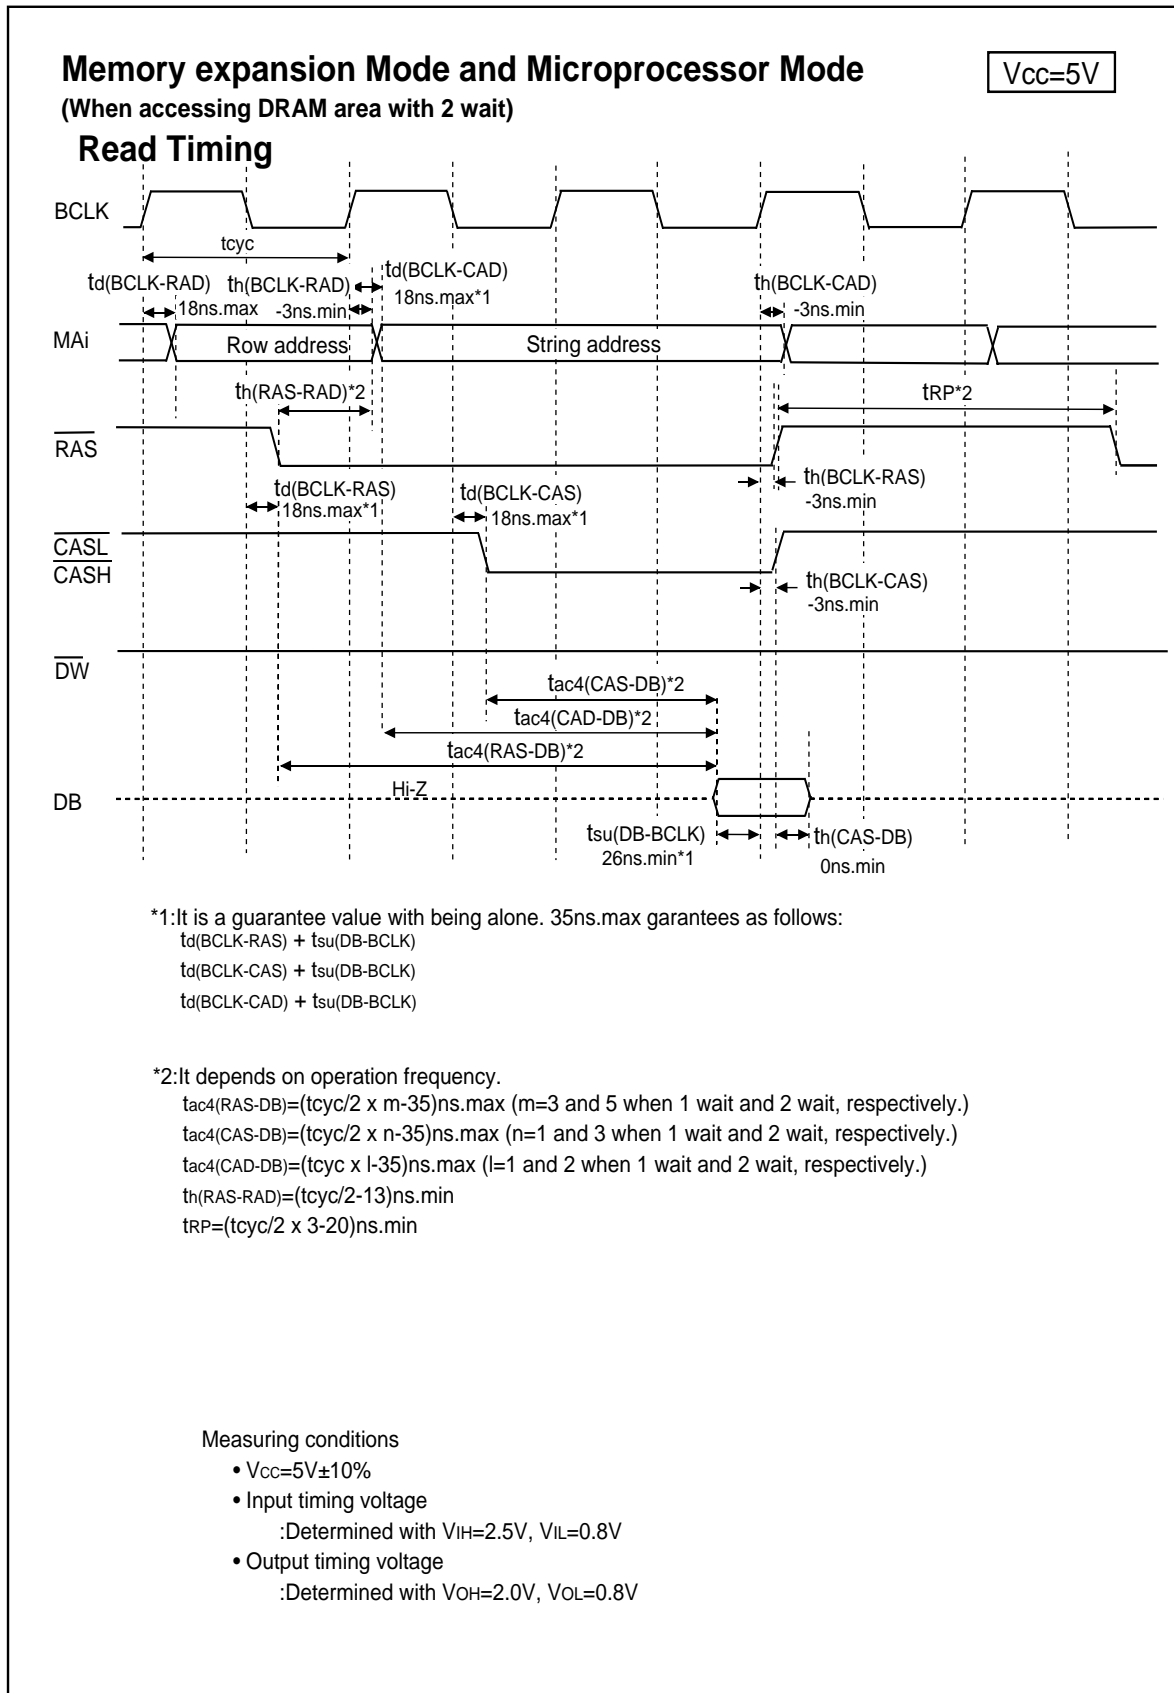 Memory expansion Mode and Microprocessor Mode
Vcc=5V
(When accessing DRAM area with 2 wait)
Read Timing
BCLK
tcyc
td(BCLK-RAD)
18ns.max
th(BCLK-RAD)
-3ns.min
td(BCLK-CAD)
18ns.max*1
th(BCLK-CAD)
-3ns.min
MAi
Row address
String address
th(RAS-RAD)*2
tRP*2
RAS
td(BCLK-RAS)
18ns.max*1
td(BCLK-CAS)
18ns.max*1
th(BCLK-RAS)
-3ns.min
CASL
CASH
th(BCLK-CAS)
-3ns.min
DW
tac4(CAS-DB)*2
tac4(CAD-DB)*2
tac4(RAS-DB)*2
DB
Hi-Z
tsu(DB-BCLK)
26ns.min*1
th(CAS-DB)
0ns.min
*1:It is a guarantee value with being alone. 35ns.max garantees as follows:
td(BCLK-RAS) + tsu(DB-BCLK)
td(BCLK-CAS) + tsu(DB-BCLK)
td(BCLK-CAD) + tsu(DB-BCLK)
*2:It depends on operation frequency.
tac4(RAS-DB)=(tcyc/2 x m-35)ns.max (m=3 and 5 when 1 wait and 2 wait, respectively.)
tac4(CAS-DB)=(tcyc/2 x n-35)ns.max (n=1 and 3 when 1 wait and 2 wait, respectively.)
tac4(CAD-DB)=(tcyc x l-35)ns.max (l=1 and 2 when 1 wait and 2 wait, respectively.)
th(RAS-RAD)=(tcyc/2-13)ns.min
tRP=(tcyc/2 x 3-20)ns.min
Measuring conditions
• VCC=5V±10%
• Input timing voltage
:Determined with VIH=2.5V, VIL=0.8V
• Output timing voltage
:Determined with VOH=2.0V, VOL=0.8V